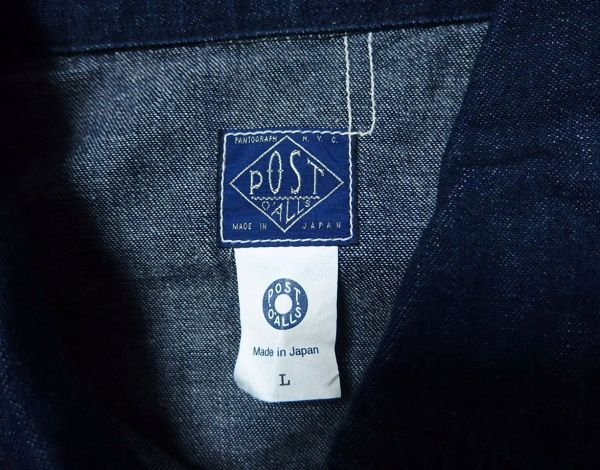 PANTOGRAPH N.Y.C.
POST
O'ALLS
MADE IN JAPAN
POST
O'ALLS
Made in Japan
L